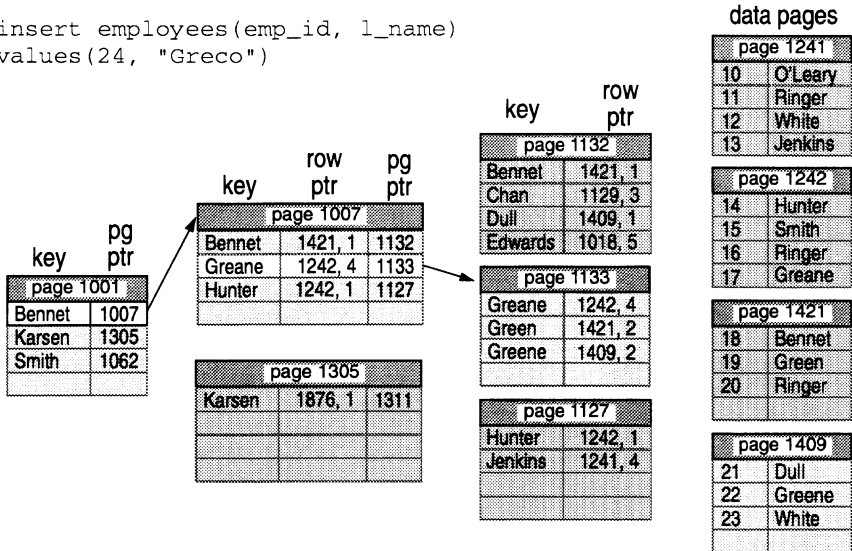 insert employees(emp_id, l_name)
values(24, "Greco")
key pg ptr
page 1001
Bennet 1007
Karsen 1305
Smith 1062
key row ptr pg ptr
page 1007
Bennet 1421, 1 1132
Greane 1242, 4 1133
Hunter 1242, 1 1127
page 1305
Karsen 1876, 1 1311
key row ptr
page 1132
Bennet 1421, 1
Chan 1129, 3
Dull 1409, 1
Edwards 1018, 5
page 1133
Greane 1242, 4
Green 1421, 2
Greene 1409, 2
page 1127
Hunter 1242, 1
Jenkins 1241, 4
data pages
page 1241
10 O'Leary
11 Ringer
12 White
13 Jenkins
page 1242
14 Hunter
15 Smith
16 Ringer
17 Greane
page 1421
18 Bennet
19 Green
20 Ringer
page 1409
21 Dull
22 Greene
23 White